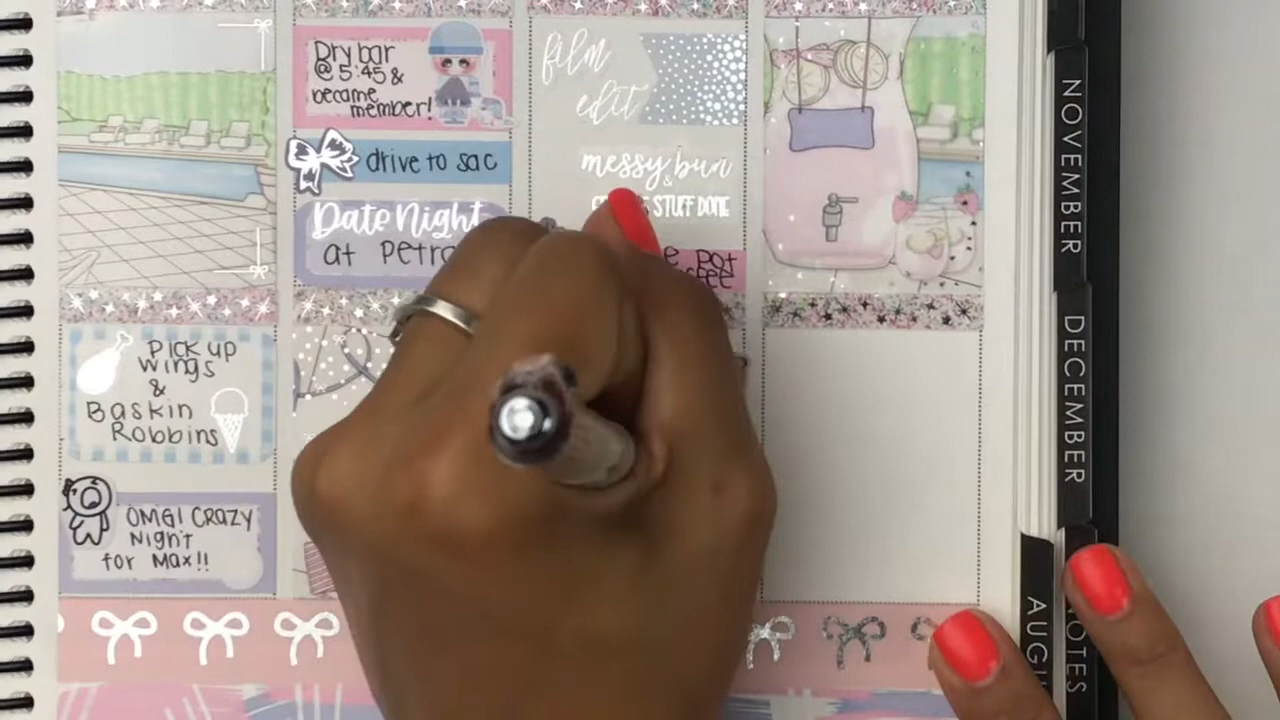 Dry bar
@ 5:45 &
became
member!
drive to sac
Date Night
at Petro
film
edit
messy bun
&
STUFF DONE
pot
Pick up
wings
&
Baskin
Robbins
OMG! Crazy
Night
for Max!!
NOVEMBER
DECEMBER
AUGU
NOTES